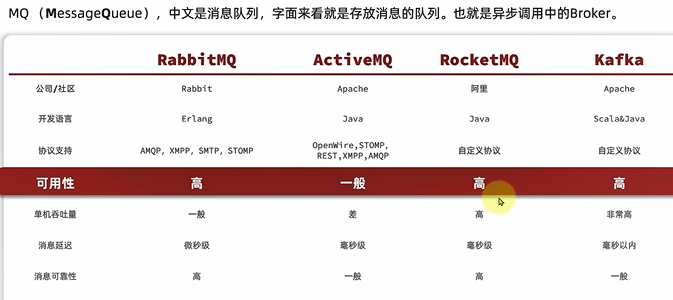 MQ（MessageQueue），中文是消息队列，字面来看就是存放消息的队列。也就是异步调用中的Broker。
RabbitMQ ActiveMQ RocketMQ Kafka
公司/社区 Rabbit Apache 阿里 Apache
开发语言 Erlang Java Java Scala&Java
协议支持 AMQP，XMPP，SMTP，STOMP OpenWire,STOMP，REST,XMPP,AMQP 自定义协议 自定义协议
可用性 高 一般 高 高
单机吞吐量 一般 差 高 非常高
消息延迟 微秒级 毫秒级 毫秒级 毫秒以内
消息可靠性 高 一般 高 一般